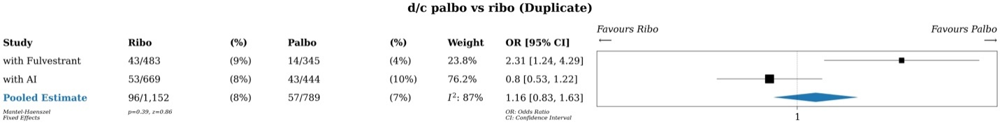 d/c palbo vs ribo (Duplicate)
Favours Ribo Favours Palbo
← →
Study Ribo (%) Palbo (%) Weight OR [95% CI]
with Fulvestrant 43/483 (9%) 14/345 (4%) 23.8% 2.31 [1.24, 4.29]
with AI 53/669 (8%) 43/444 (10%) 76.2% 0.8 [0.53, 1.22]
Pooled Estimate 96/1,152 (8%) 57/789 (7%) I²: 87% 1.16 [0.83, 1.63]
Mantel-Haenszel p=0.39, z=0.86 OR: Odds Ratio
Fixed Effects CI: Confidence Interval
1